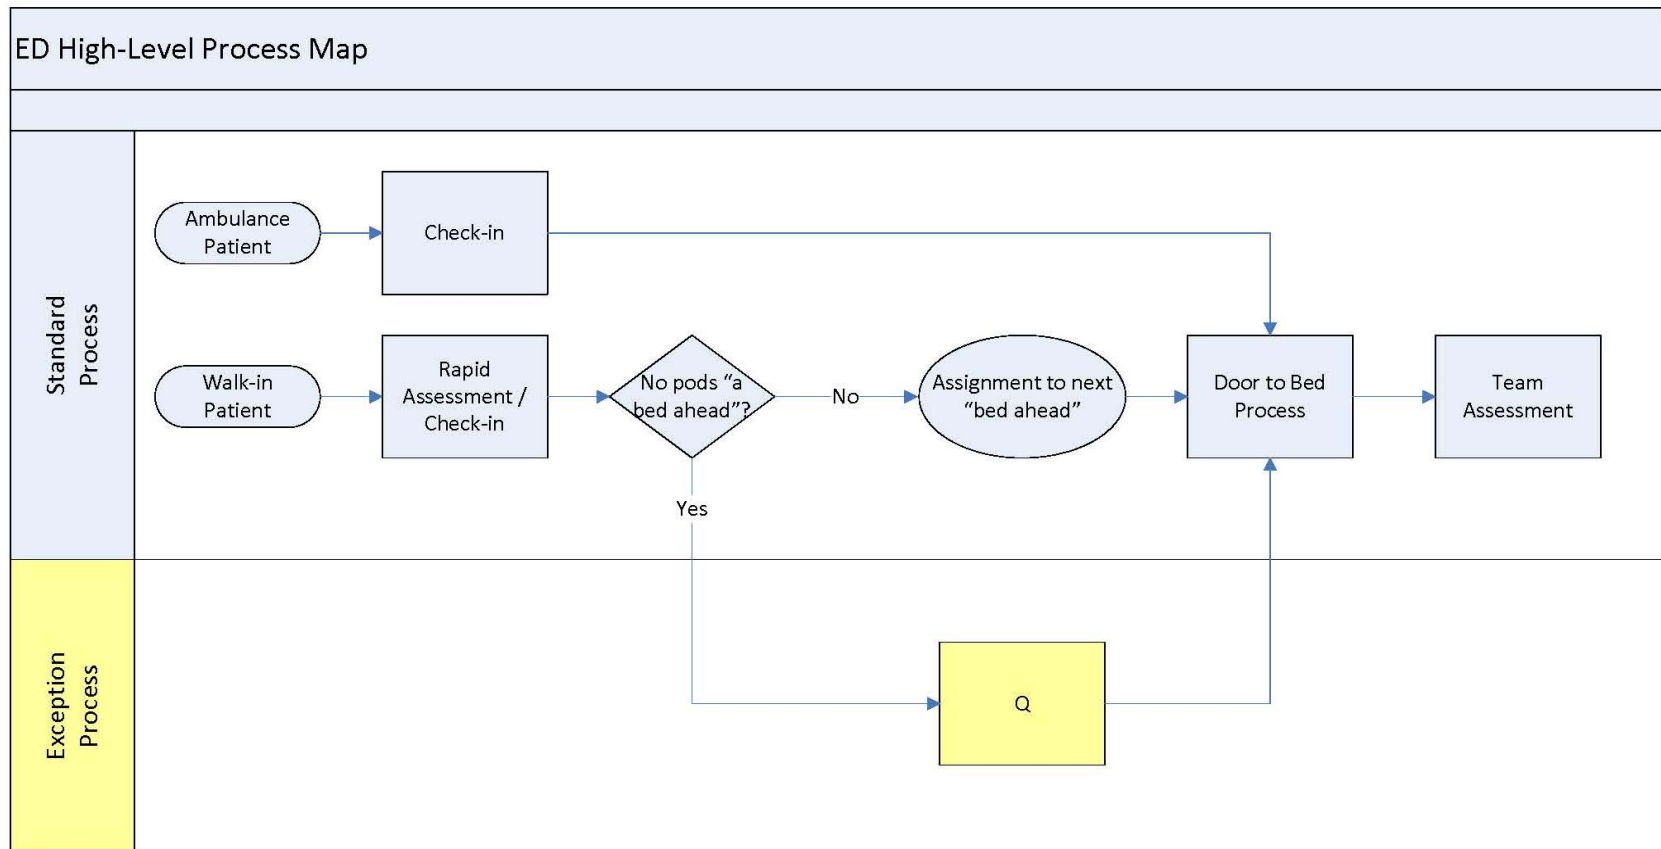 ED High-Level Process Map
Standard
Process
Ambulance
Patient
Check-in
Walk-in
Patient
Rapid
Assessment /
Check-in
No pods “a
bed ahead”?
No
Assignment to next
“bed ahead”
Door to Bed
Process
Team
Assessment
Yes
Exception
Process
Q